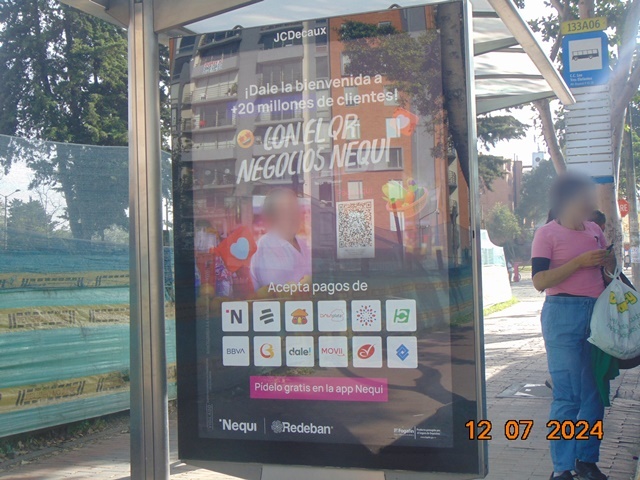 JCDecaux
¡Dale la bienvenida a
+20 millones de clientes!
CON EL QR
NEGOCIOS NEQUI
Acepta pagos de
N
BBVA
dale!
MOVii
Pídelo gratis en la app Nequi
Nequi
Redeban
133A06
12 07 2024